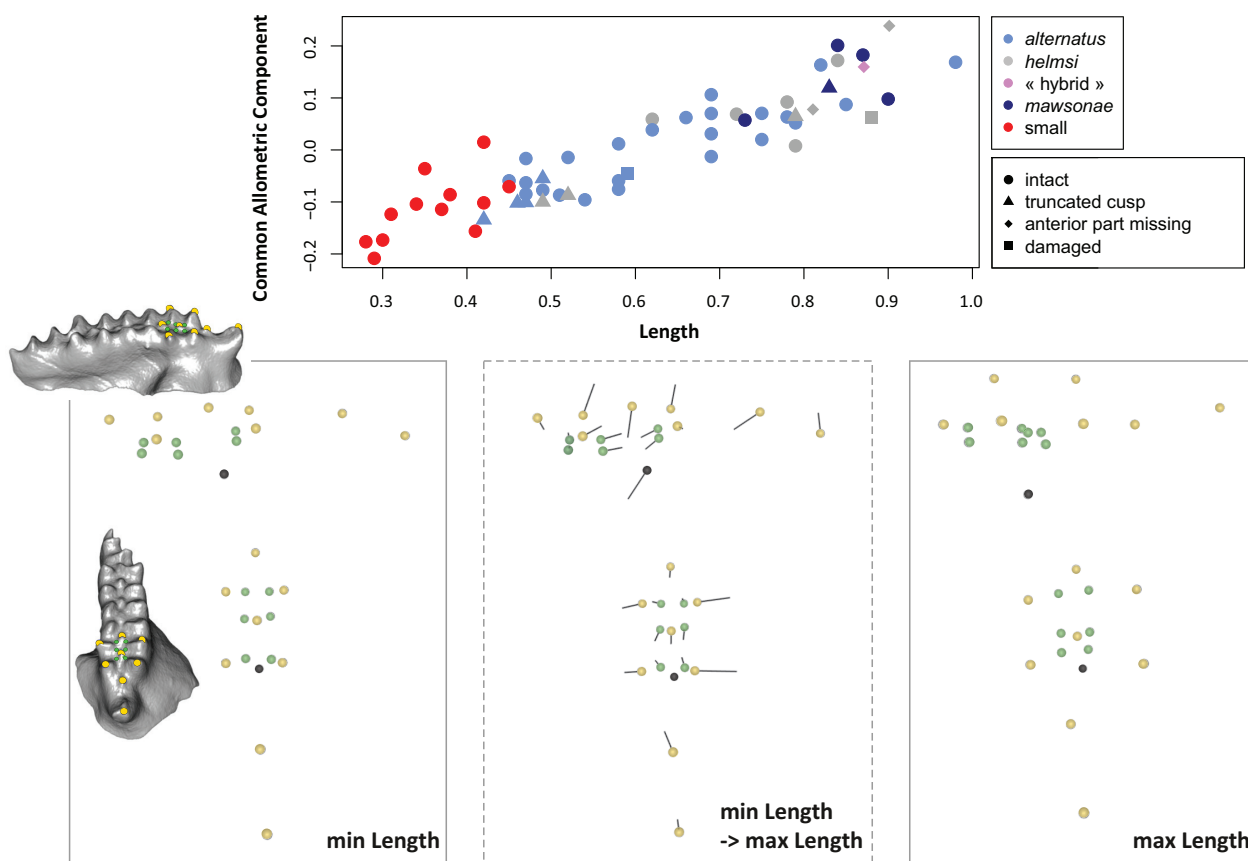 Common Allometric Component
0.2
0.1
0.0
−0.1
−0.2
0.3 0.4 0.5 0.6 0.7 0.8 0.9 1.0
Length
alternatus
helmsi
« hybrid »
mawsonae
small
intact
truncated cusp
anterior part missing
damaged
min Length
min Length
-> max Length
max Length